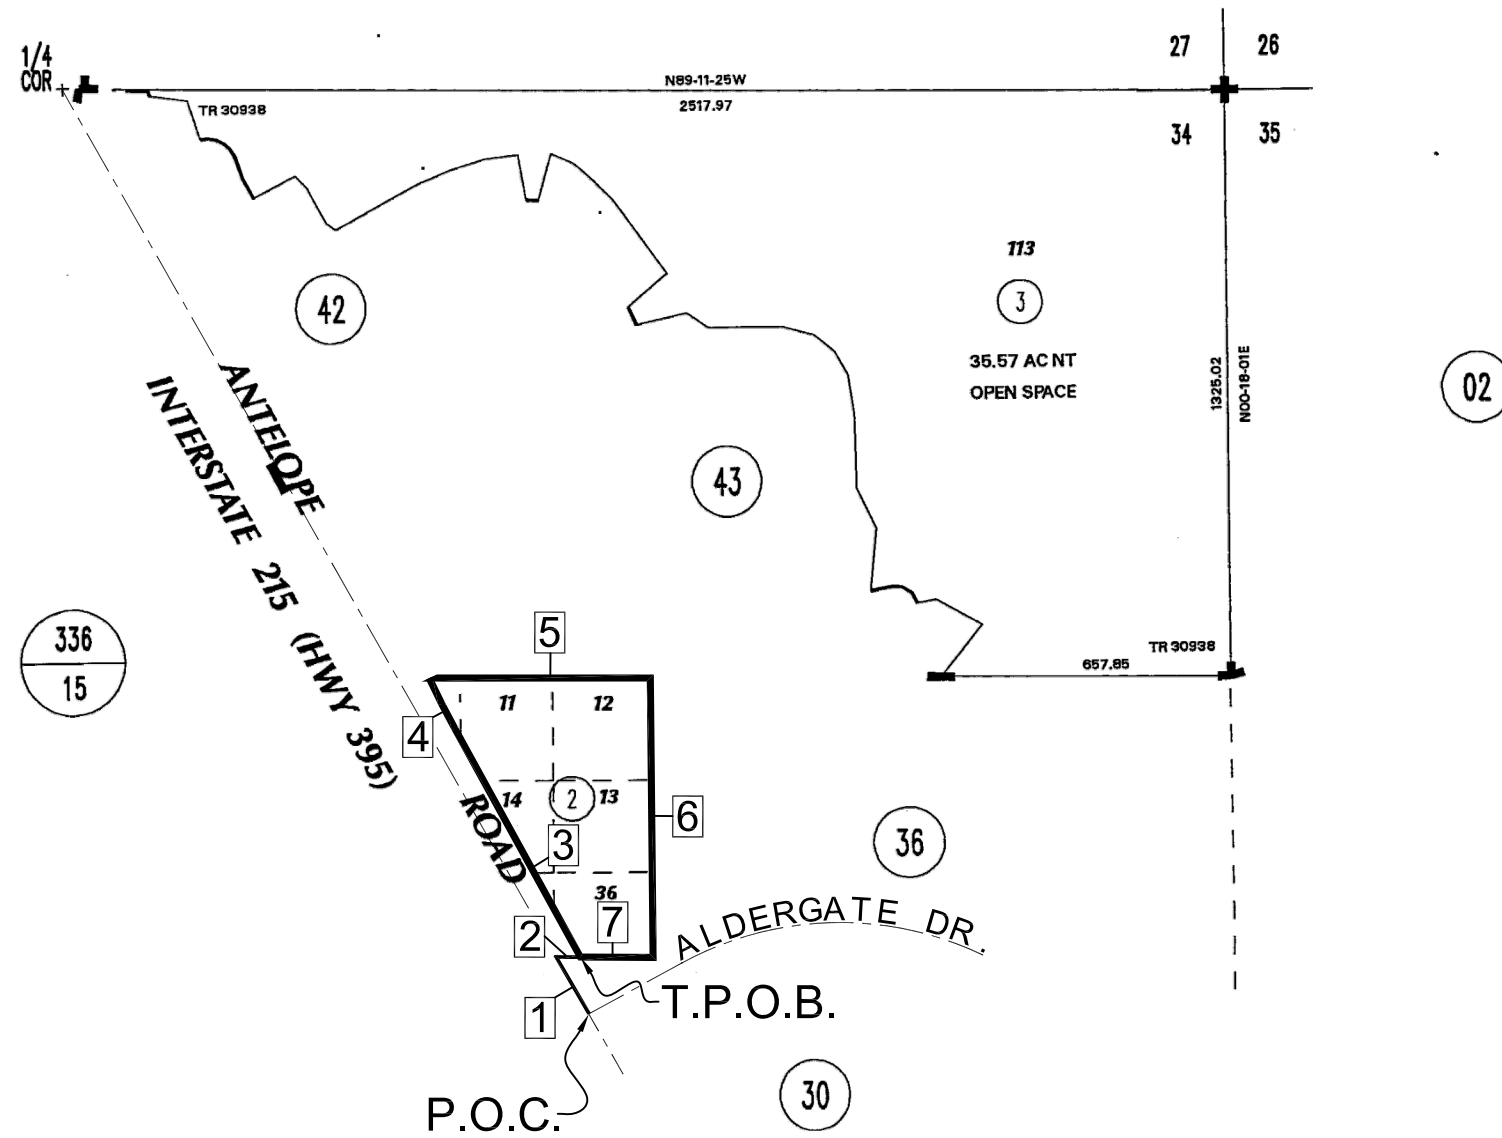 1/4
COR
27
26
N89-11-25W
2517.97
TR 30938
34
35
113
3
42
35.57 AC NT
OPEN SPACE
1325.02
N00-18-01E
02
ANTELOPE
INTERSTATE 215 (HWY 395)
43
336
15
5
TR 30938
657.85
11
12
4
14
2
13
6
3
ROAD
36
36
7
2
ALDERGATE DR.
1
T.P.O.B.
P.O.C.
30